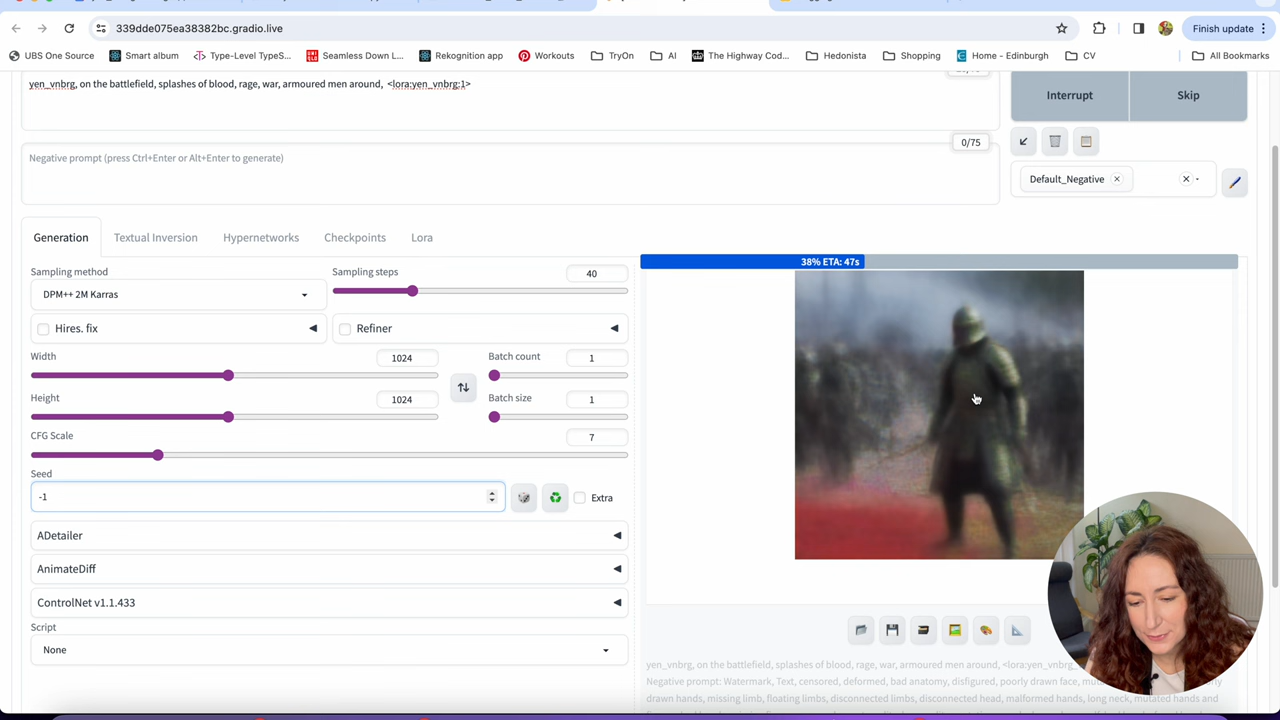 339dde075ea38382bc.gradio.live
Finish update
UBS One Source
Smart album
Type-Level TypeS...
Seamless Down L...
Rekognition app
Workouts
TryOn
AI
The Highway Cod...
Hedonista
Shopping
Home - Edinburgh
CV
All Bookmarks
yen_vnbrg, on the battlefield, splashes of blood, rage, war, armoured men around, <lora:yen_vnbrg:1>
Interrupt
Skip
0/75
Negative prompt (press Ctrl+Enter or Alt+Enter to generate)
Default_Negative
Generation
Textual Inversion
Hypernetworks
Checkpoints
Lora
Sampling method
Sampling steps
40
DPM++ 2M Karras
Hires. fix
Refiner
Width
1024
Batch count
1
Height
1024
Batch size
1
CFG Scale
7
Seed
-1
Extra
ADetailer
AnimateDiff
ControlNet v1.1.433
Script
None
38% ETA: 47s
yen_vnbrg, on the battlefield, splashes of blood, rage, war, armoured men around, <lora:yen_vnbrg
Negative prompt: Watermark, Text, censored, deformed, bad anatomy, disfigured, poorly drawn face,
drawn hands, missing limb, floating limbs, disconnected limbs, disconnected head, malformed hands, long neck, mutated hands and